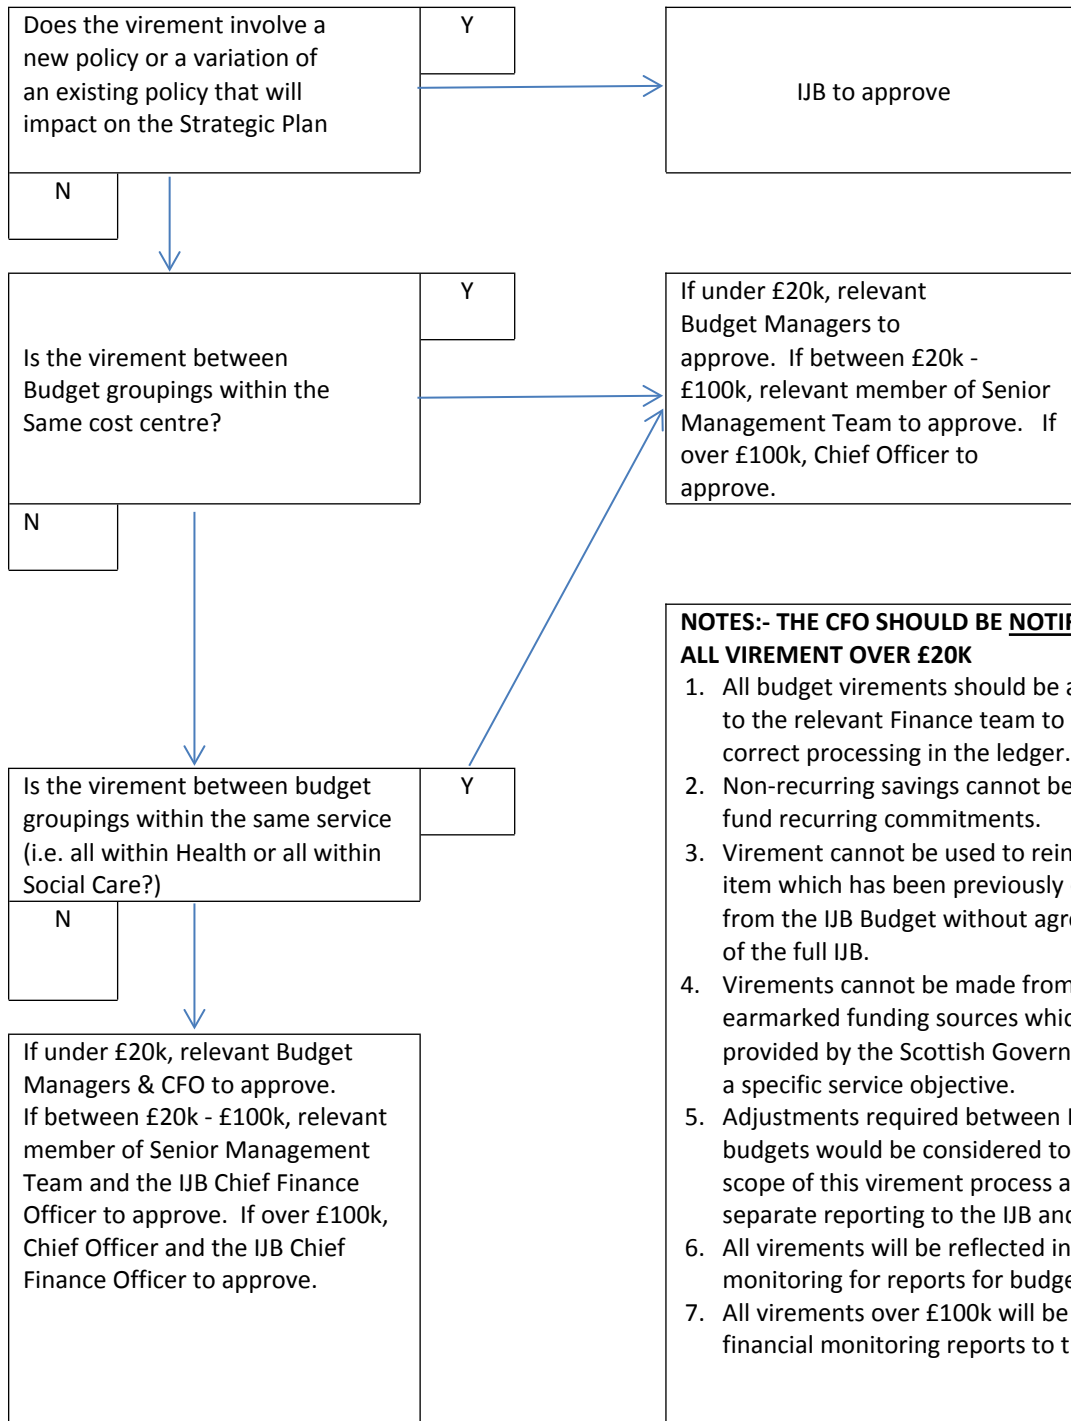 Does the virement involve a
new policy or a variation of
an existing policy that will
impact on the Strategic Plan
Y
IJB to approve
N
Is the virement between
Budget groupings within the
Same cost centre?
Y
If under £20k, relevant
Budget Managers to
approve. If between £20k -
£100k, relevant member of Senior
Management Team to approve. If
over £100k, Chief Officer to
approve.
N
Is the virement between budget
groupings within the same service
(i.e. all within Health or all within
Social Care?)
Y
N
If under £20k, relevant Budget
Managers & CFO to approve.
If between £20k - £100k, relevant
member of Senior Management
Team and the IJB Chief Finance
Officer to approve. If over £100k,
Chief Officer and the IJB Chief
Finance Officer to approve.
NOTES:- THE CFO SHOULD BE
ALL VIREMENT OVER £20K
1. All budget virements should be
to the relevant Finance team to
correct processing in the ledger.
2. Non-recurring savings cannot be
fund recurring commitments.
3. Virement cannot be used to
item which has been previously
from the IJB Budget without
of the full IJB.
4. Virements cannot be made from
earmarked funding sources
provided by the Scottish
a specific service objective.
5. Adjustments required between
budgets would be considered to
scope of this virement process
separate reporting to the IJB
6. All virements will be reflected in
monitoring for reports for
7. All virements over £100k will be
financial monitoring reports to